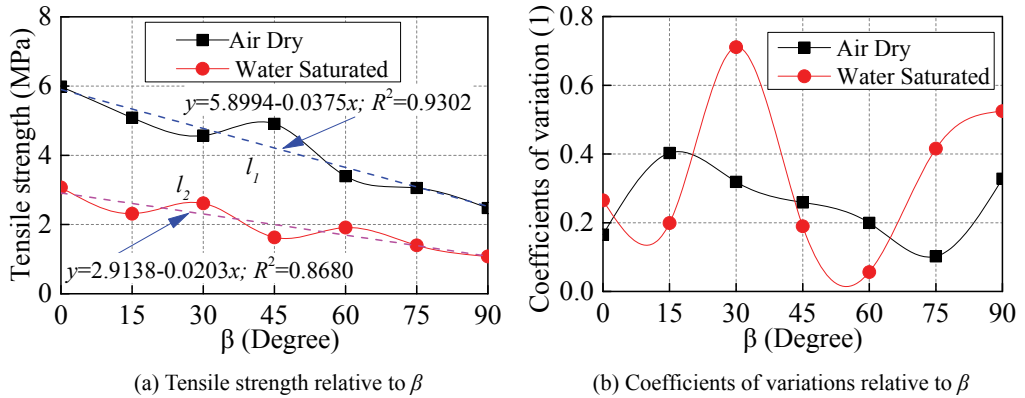 Tensile strength (MPa)
8
6
4
2
0
Air Dry
Water Saturated
y=5.8994-0.0375x; R²=0.9302
l₁
l₂
y=2.9138-0.0203x; R²=0.8680
0 15 30 45 60 75 90
β (Degree)
(a) Tensile strength relative to β
Coefficients of variation (1)
0.8
0.6
0.4
0.2
0.0
Air Dry
Water Saturated
0 15 30 45 60 75 90
β (Degree)
(b) Coefficients of variations relative to β